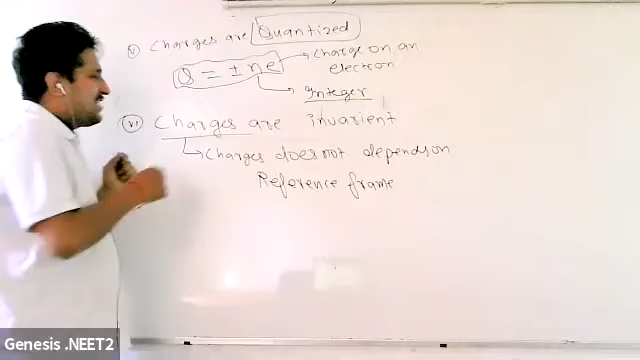 (v) Charges are Quantized
Q = ±ne → Charge on an
electron
Integer
(vi) Charges are invarient
Charges does not depends on
Reference frame
Genesis .NEET2